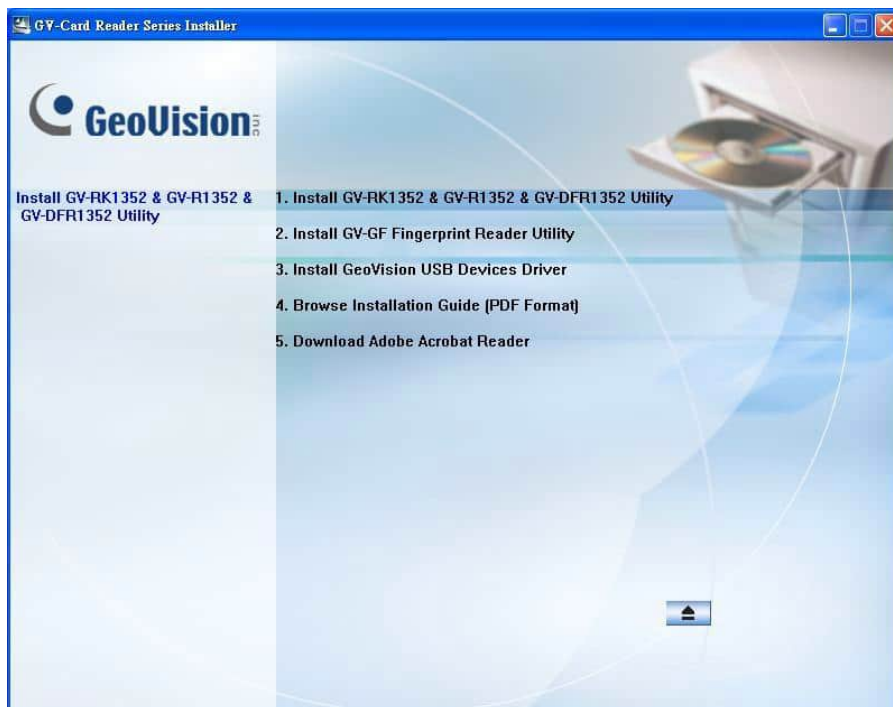 GV-Card Reader Series Installer
GeoVision inc
Install GV-RK1352 & GV-R1352 &
GV-DFR1352 Utility
1. Install GV-RK1352 & GV-R1352 & GV-DFR1352 Utility
2. Install GV-GF Fingerprint Reader Utility
3. Install GeoVision USB Devices Driver
4. Browse Installation Guide (PDF Format)
5. Download Adobe Acrobat Reader